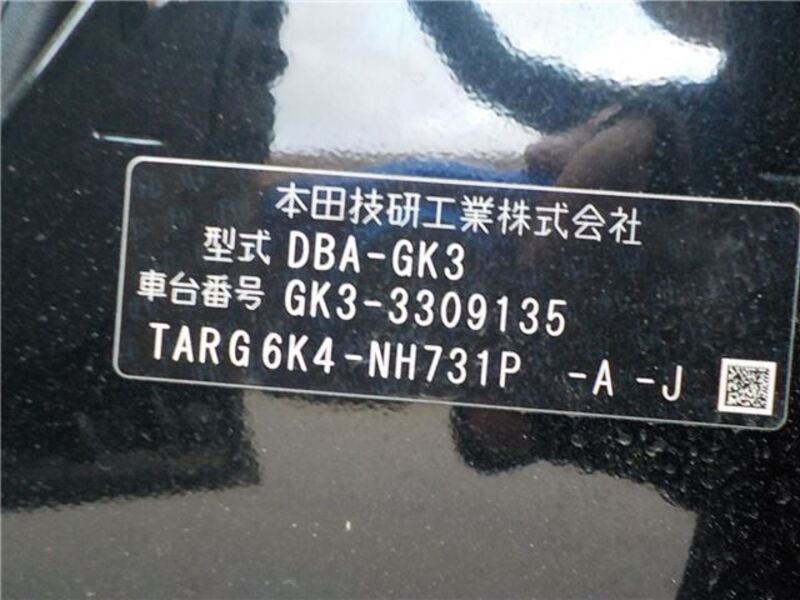 本田技研工業株式会社
型式 DBA-GK3
車台番号 GK3-3309135
TARG6K4-NH731P -A -J